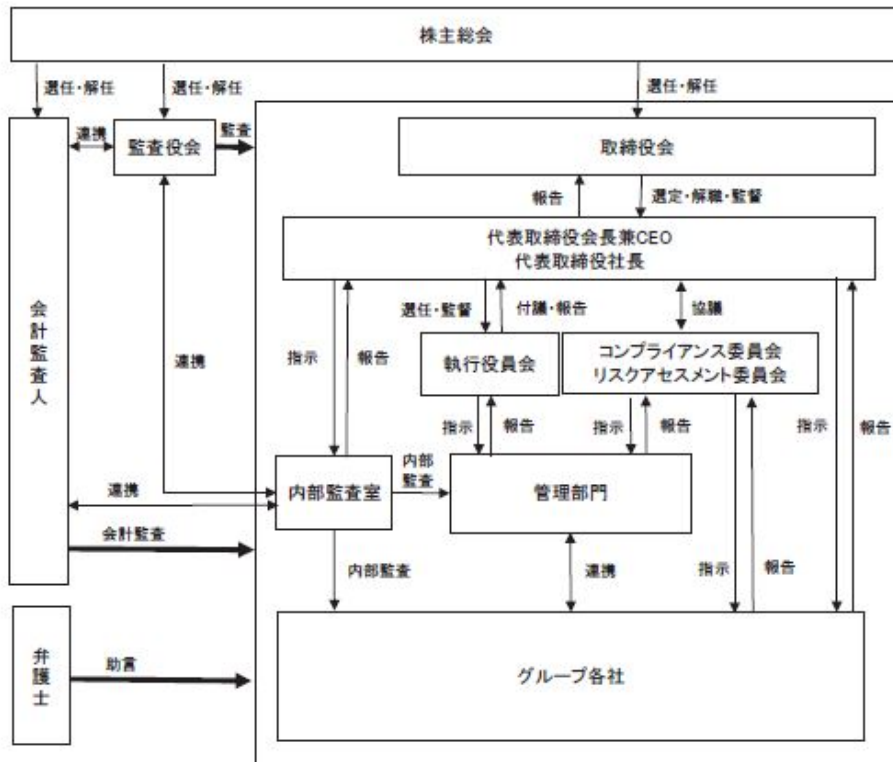 株主総会
選任・解任
選任・解任
選任・解任
連携
監査役会
監査
取締役会
報告
選定・解職・監督
代表取締役会長兼CEO
代表取締役社長
会計監査人
選任・監督
付議・報告
協議
連携
指示
報告
執行役員会
コンプライアンス委員会
リスクアセスメント委員会
指示
報告
指示
報告
指示
報告
連携
内部監査室
内部
監査
管理部門
会計監査
内部監査
連携
指示
報告
弁護士
助言
グループ各社